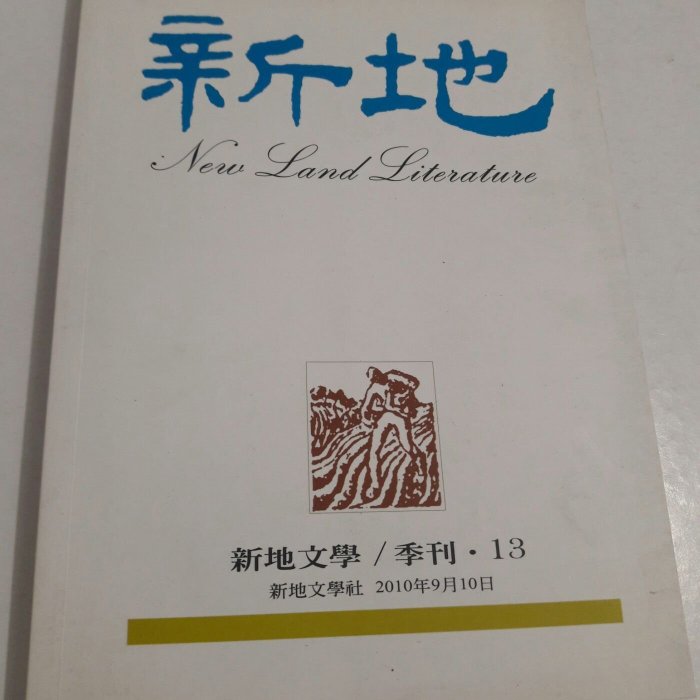 新地
New Land Literature
新地文學 / 季刊・13
新地文學社 2010年9月10日